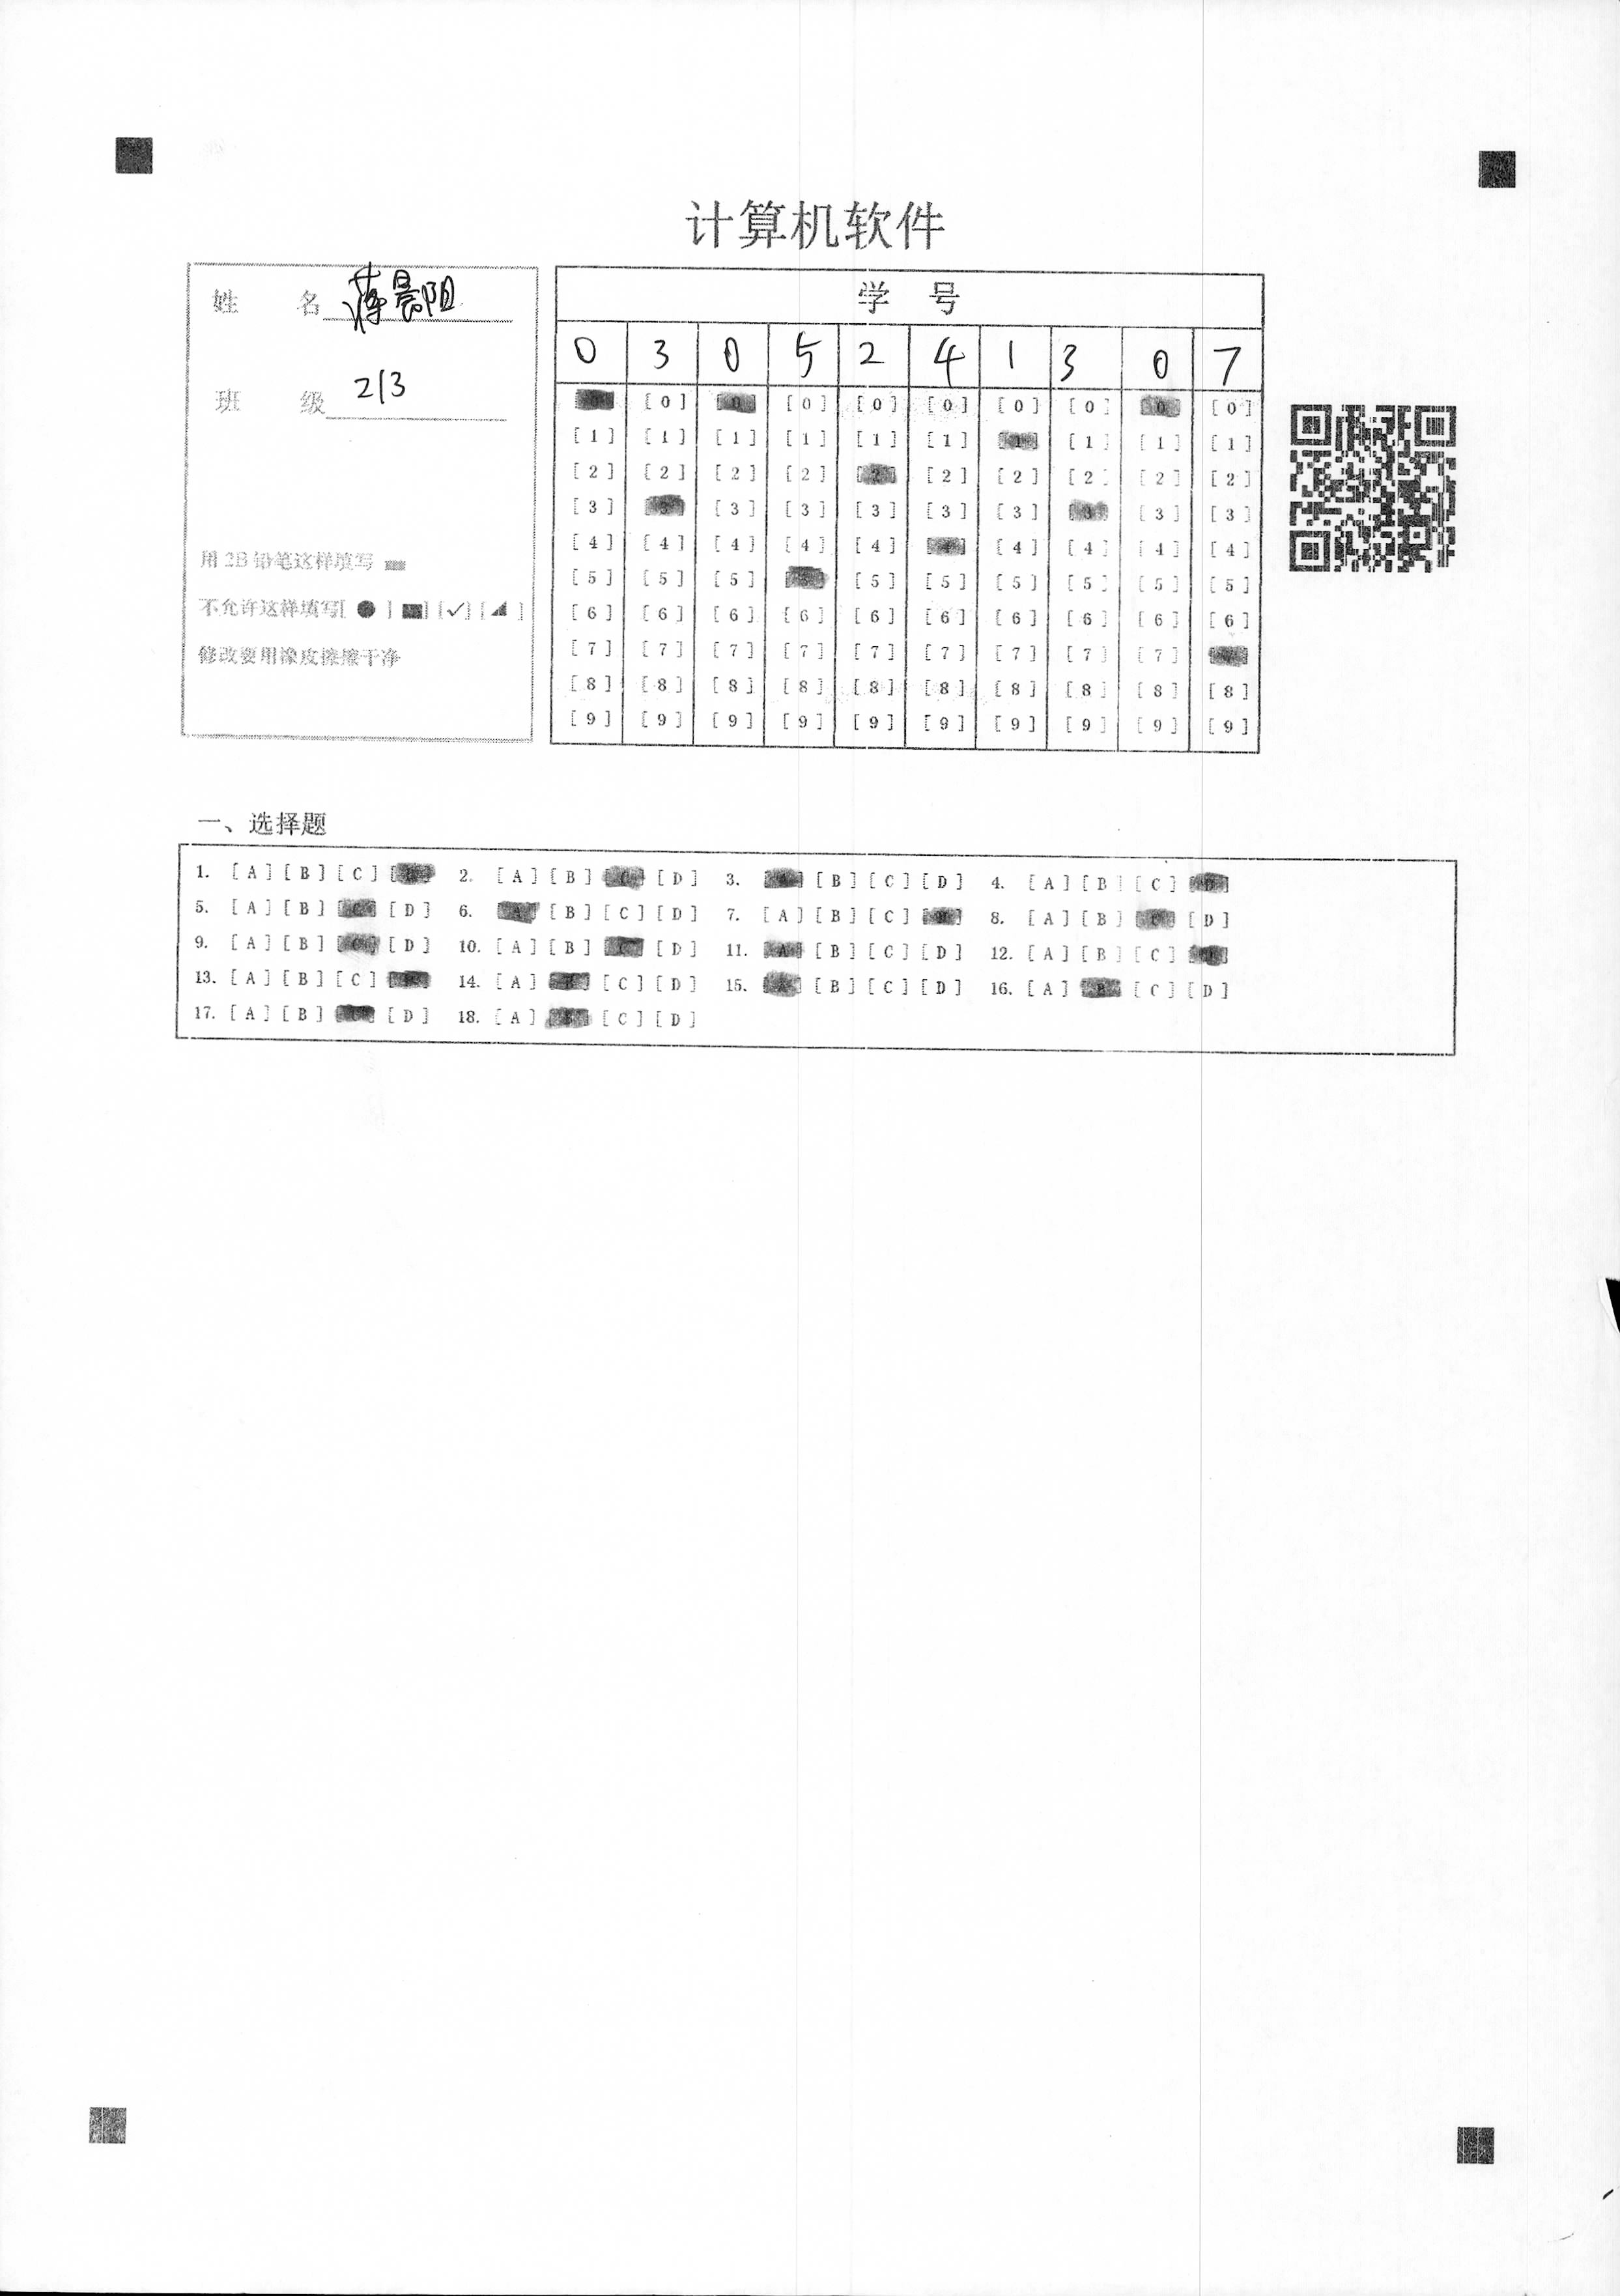 计算机软件
姓 名 晨阳
班 级 213
用2B铅笔这样填写
不允许这样填写[ ● ] [■] [✓] [◢ ]
修改要用橡皮擦擦干净
学 号
0 3 0 5 2 4 1 3 0 7
[0] [0] [0] [0] [0] [0] [0] [0] [0] [0]
[1] [1] [1] [1] [1] [1] [1] [1] [1] [1]
[2] [2] [2] [2] [2] [2] [2] [2] [2] [2]
[3] [3] [3] [3] [3] [3] [3] [3] [3] [3]
[4] [4] [4] [4] [4] [4] [4] [4] [4] [4]
[5] [5] [5] [5] [5] [5] [5] [5] [5] [5]
[6] [6] [6] [6] [6] [6] [6] [6] [6] [6]
[7] [7] [7] [7] [7] [7] [7] [7] [7] [7]
[8] [8] [8] [8] [8] [8] [8] [8] [8] [8]
[9] [9] [9] [9] [9] [9] [9] [9] [9] [9]
一、选择题
1. [A] [B] [C] [D] 2. [A] [B] [C] [D] 3. [A] [B] [C] [D] 4. [A] [B] [C] [D]
5. [A] [B] [C] [D] 6. [A] [B] [C] [D] 7. [A] [B] [C] [D] 8. [A] [B] [C] [D]
9. [A] [B] [C] [D] 10. [A] [B] [C] [D] 11. [A] [B] [C] [D] 12. [A] [B] [C] [D]
13. [A] [B] [C] [D] 14. [A] [B] [C] [D] 15. [A] [B] [C] [D] 16. [A] [B] [C] [D]
17. [A] [B] [C] [D] 18. [A] [B] [C] [D]